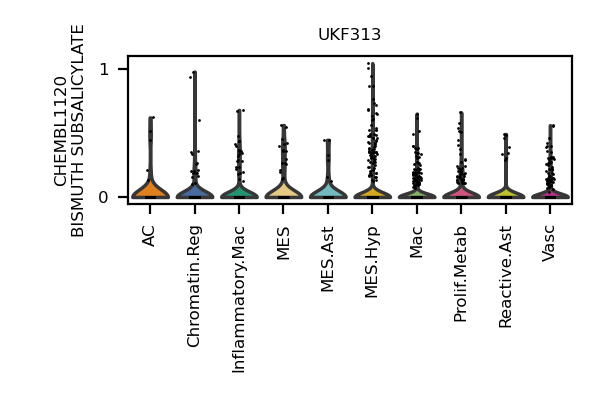 UKF313
CHEMBL1120
BISMUTH SUBSALICYLATE
1
0
AC
Chromatin.Reg
Inflammatory.Mac
MES
MES.Ast
MES.Hyp
Mac
Prolif.Metab
Reactive.Ast
Vasc